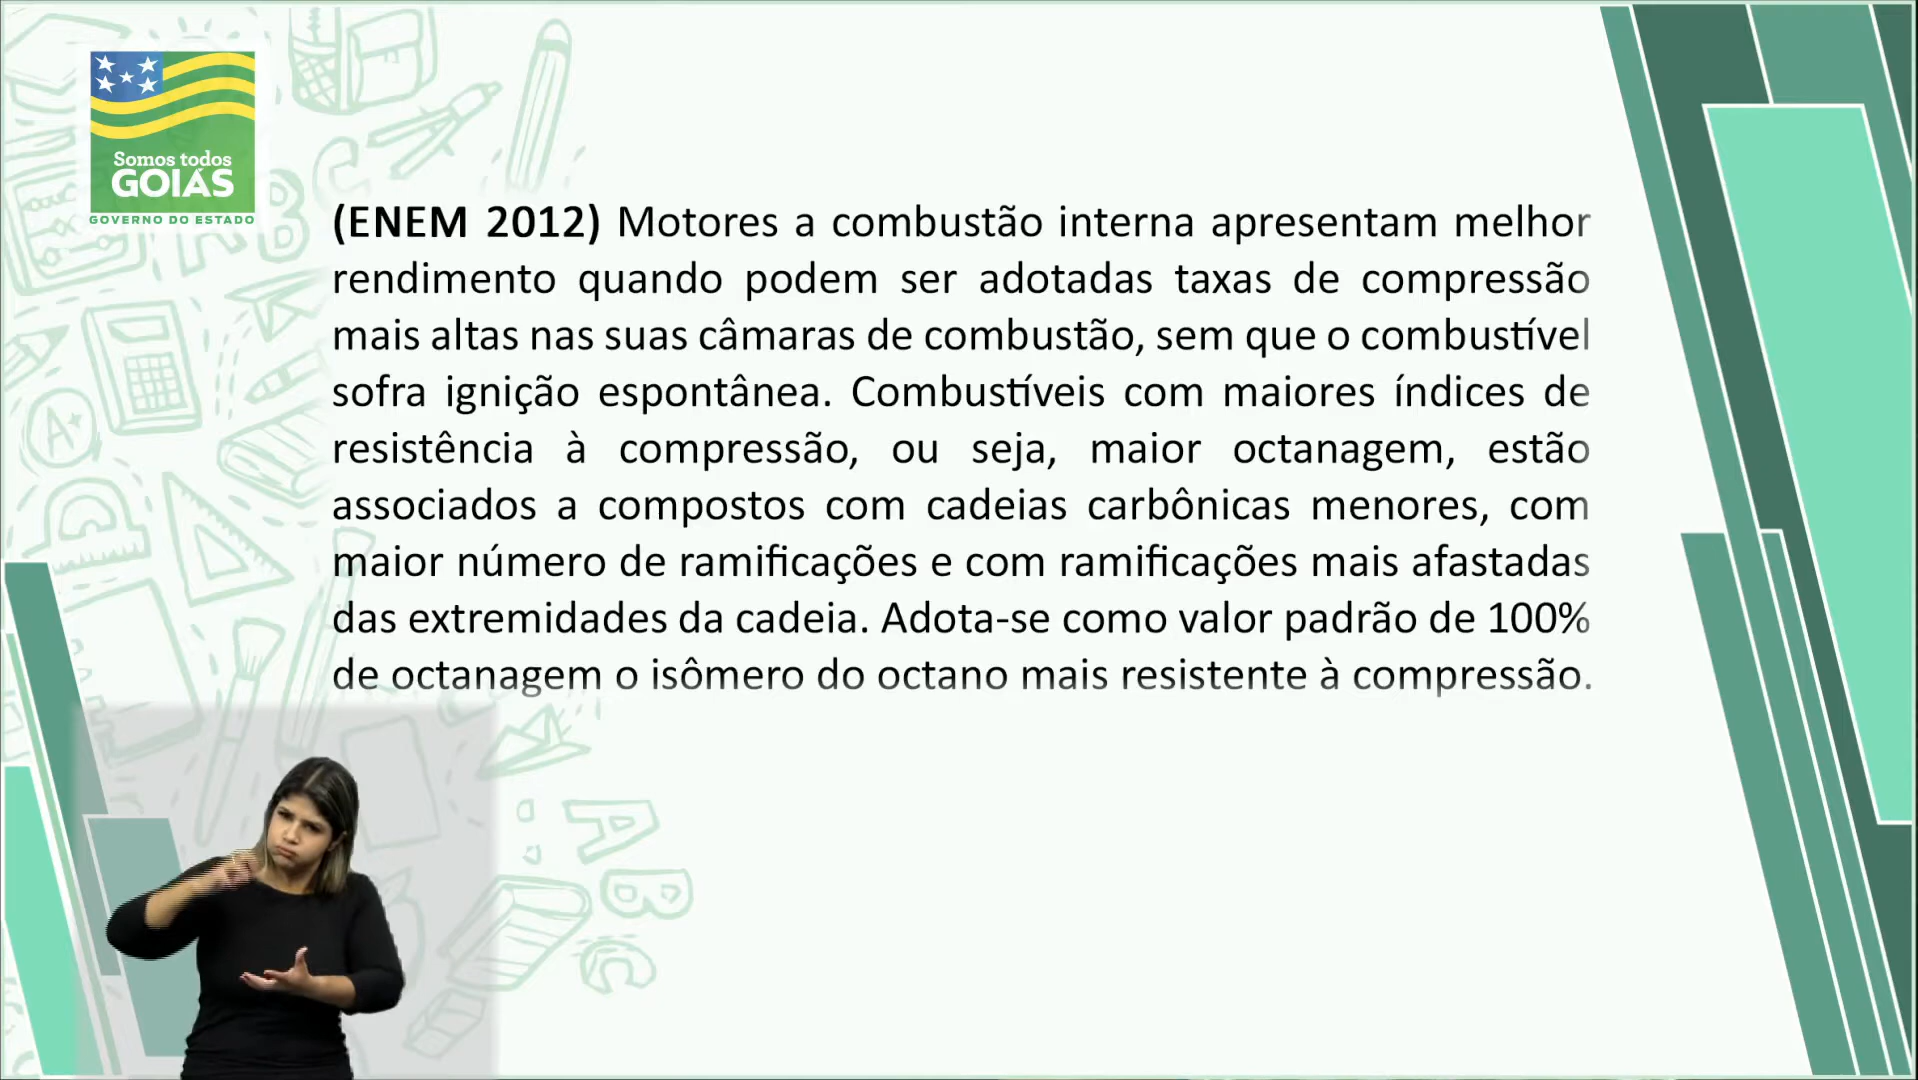 Somos todos
GOIÁS
GOVERNO DO ESTADO
(ENEM 2012) Motores a combustão interna apresentam melhor
rendimento quando podem ser adotadas taxas de compressão
mais altas nas suas câmaras de combustão, sem que o combustível
sofra ignição espontânea. Combustíveis com maiores índices de
resistência à compressão, ou seja, maior octanagem, estão
associados a compostos com cadeias carbônicas menores, com
maior número de ramificações e com ramificações mais afastadas
das extremidades da cadeia. Adota-se como valor padrão de 100%
de octanagem o isômero do octano mais resistente à compressão.
A
B
C